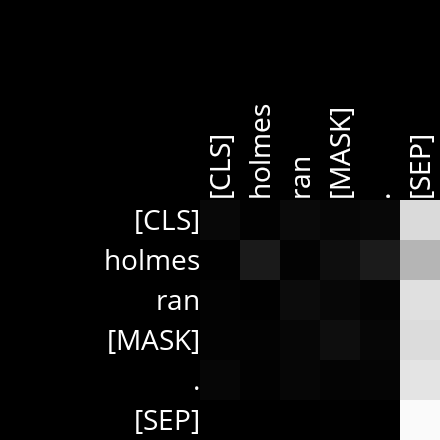 [CLS] holmes ran [MASK] . [SEP]
[CLS]
holmes
ran
[MASK]
.
[SEP]